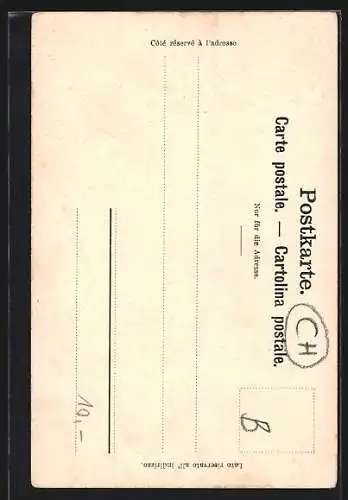 Postkarte.
Carte postale. — Cartolina postale.
Nur für die Adresse.
Côté réservé à l'adresse
Lato riservato all' indirizzo.
CH
B
10,-